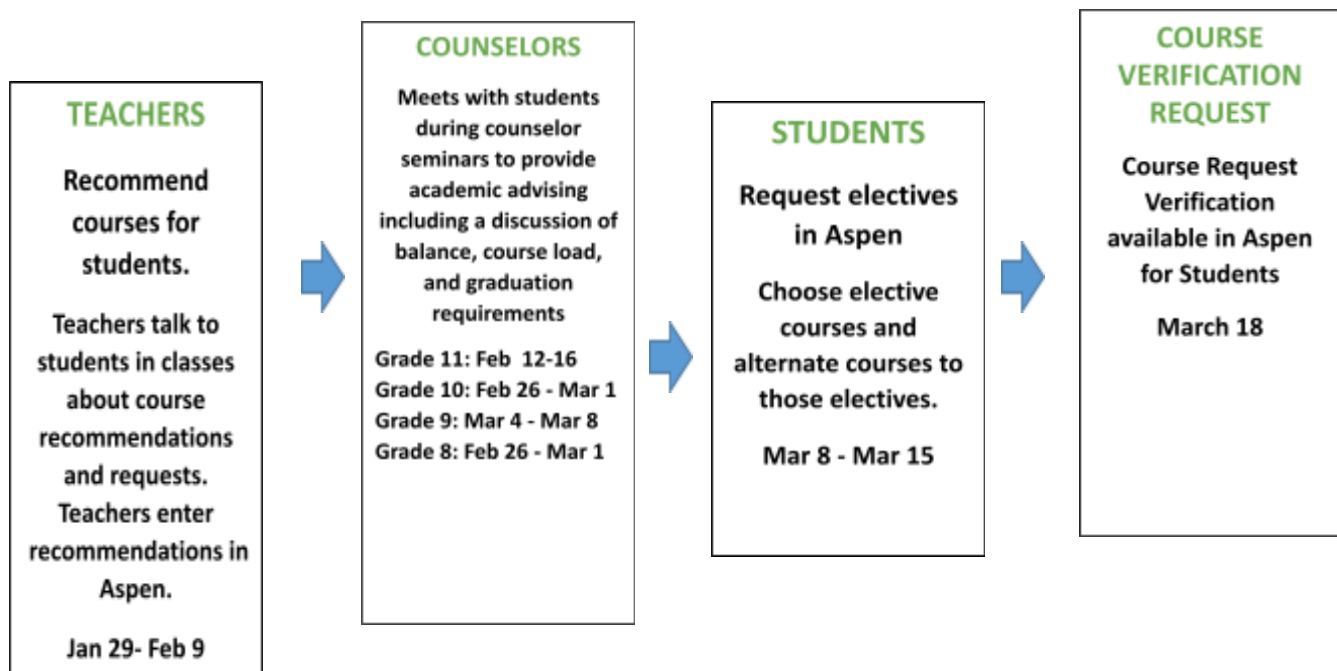 TEACHERS
Recommend
courses for
students.
Teachers talk to
students in classes
about course
recommendations
and requests.
Teachers enter
recommendations in
Aspen.
Jan 29- Feb 9
COUNSELORS
Meets with students
during counselor
seminars to provide
academic advising
including a discussion of
balance, course load,
and graduation
requirements
Grade 11: Feb 12-16
Grade 10: Feb 26 - Mar 1
Grade 9: Mar 4 - Mar 8
Grade 8: Feb 26 - Mar 1
STUDENTS
Request electives
in Aspen
Choose elective
courses and
alternate courses to
those electives.
Mar 8 - Mar 15
COURSE
VERIFICATION
REQUEST
Course Request
Verification
available in Aspen
for Students
March 18